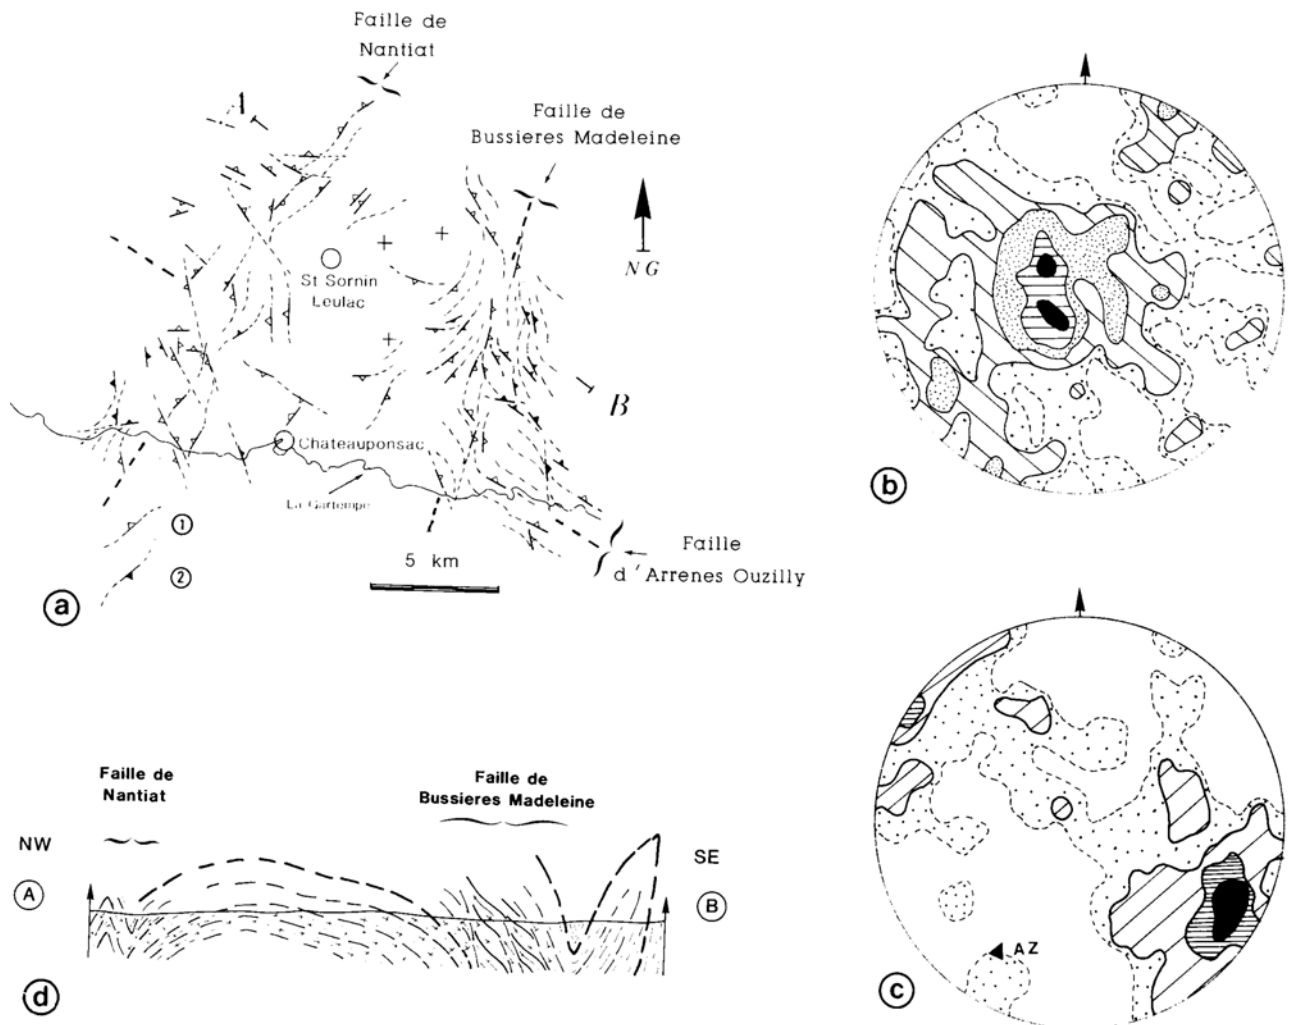 Faille de
Nantiat
A
Faille de
Bussieres Madeleine
NG
St Sornin
Leulac
B
Chateauponsac
La Gartempe
1
2
5 km
Faille
d'Arrenes Ouzilly
a
b
AZ
c
Faille de
Nantiat
Faille de
Bussieres Madeleine
NW
SE
A
B
d